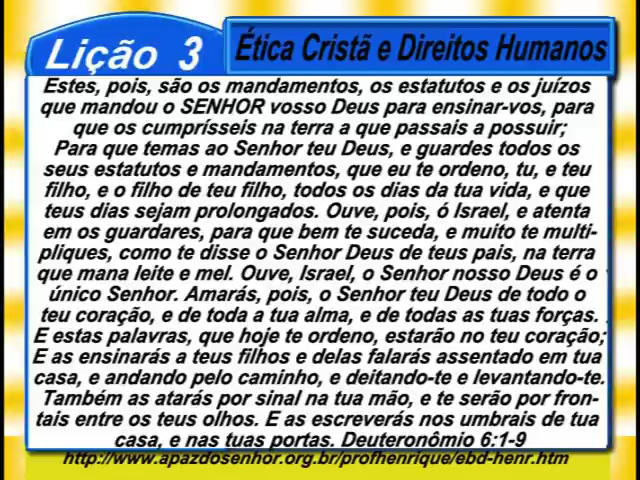 Lição 3
Ética Cristã e Direitos Humanos
Estes, pois, são os mandamentos, os estatutos e os juízos
que mandou o SENHOR vosso Deus para ensinar-vos, para
que os cumprísseis na terra a que passais a possuir;
Para que temas ao Senhor teu Deus, e guardes todos os
seus estatutos e mandamentos, que eu te ordeno, tu, e teu
filho, e o filho de teu filho, todos os dias da tua vida, e que
teus dias sejam prolongados. Ouve, pois, ó Israel, e atenta
em os guardares, para que bem te suceda, e muito te multi-
pliques, como te disse o Senhor Deus de teus pais, na terra
que mana leite e mel. Ouve, Israel, o Senhor nosso Deus é o
único Senhor. Amarás, pois, o Senhor teu Deus de todo o
teu coração, e de toda a tua alma, e de todas as tuas forças.
E estas palavras, que hoje te ordeno, estarão no teu coração;
E as ensinarás a teus filhos e delas falarás assentado em tua
casa, e andando pelo caminho, e deitando-te e levantando-te.
Também as atarás por sinal na tua mão, e te serão por fron-
tais entre os teus olhos. E as escreverás nos umbrais de tua
casa, e nas tuas portas. Deuteronômio 6:1-9
http://www.apazdosenhor.org.br/profhenrique/ebd-henr.htm